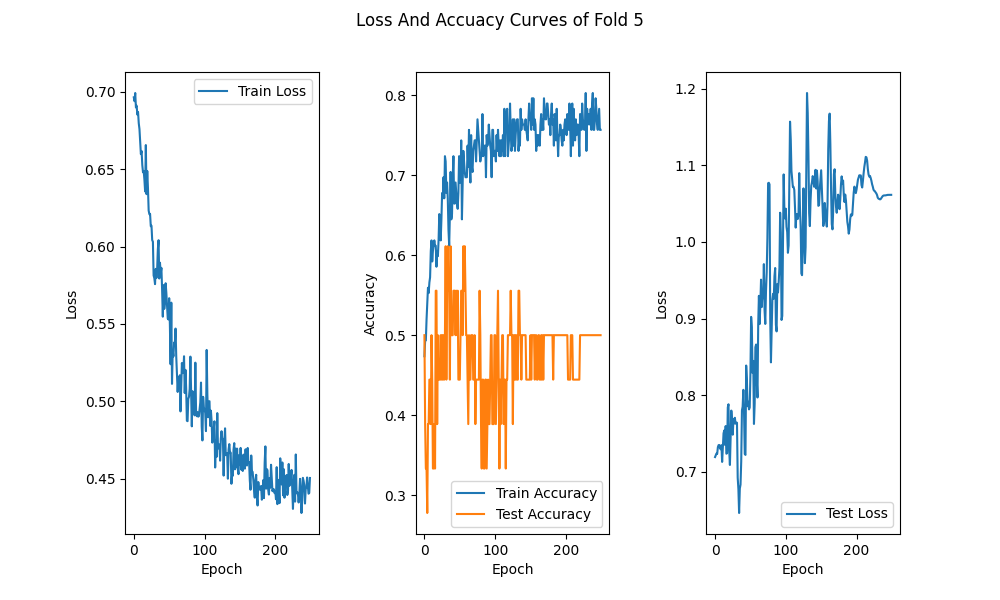 Loss And Accuacy Curves of Fold 5
Loss
0.70
0.65
0.60
0.55
0.50
0.45
Train Loss
0 100 200
Epoch
Accuracy
0.8
0.7
0.6
0.5
0.4
0.3
Train Accuracy
Test Accuracy
0 100 200
Epoch
Loss
1.2
1.1
1.0
0.9
0.8
0.7
Test Loss
0 100 200
Epoch